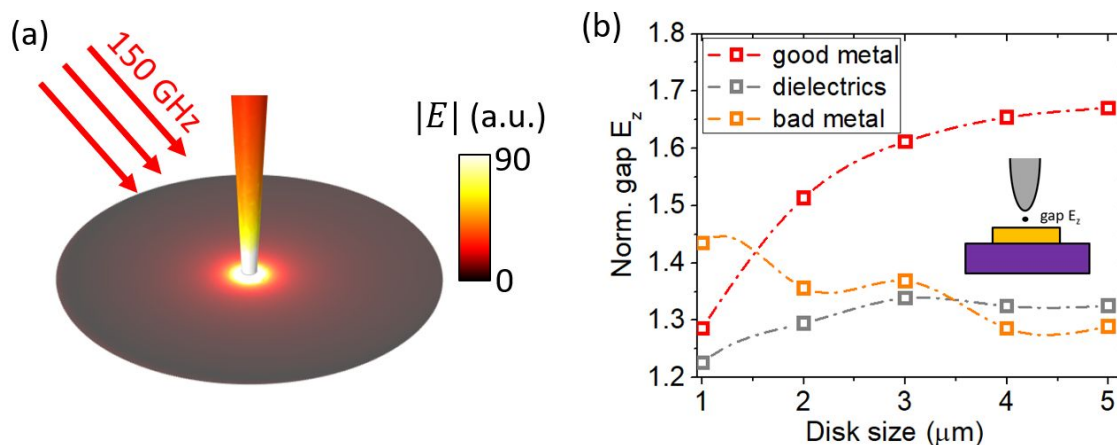 (a)
150 GHz
|E| (a.u.)
90
0
(b)
Norm. gap E_z
1.8
1.7
1.6
1.5
1.4
1.3
1.2
good metal
dielectrics
bad metal
gap E_z
1 2 3 4 5
Disk size (μm)